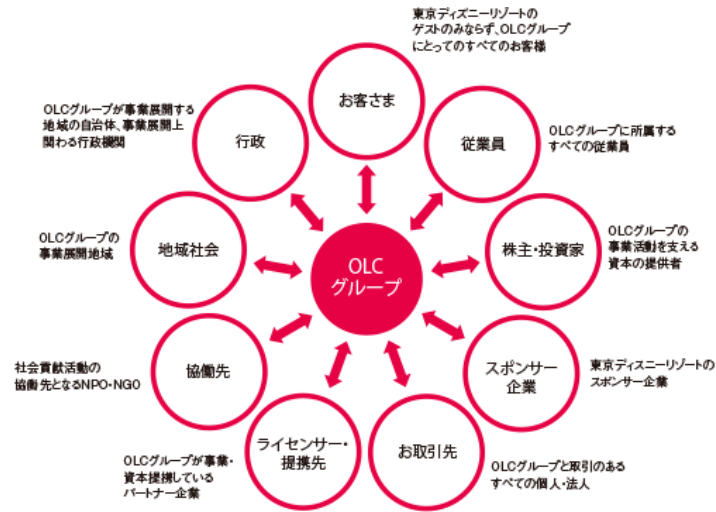 東京ディズニーリゾートの
ゲストのみならず、OLCグループ
にとってのすべてのお客様
お客さま
従業員
OLCグループに所属する
すべての従業員
株主・投資家
OLCグループの
事業活動を支える
資本の提供者
スポンサー
企業
東京ディズニーリゾートの
スポンサー企業
お取引先
OLCグループと取引のある
すべての個人・法人
ライセンサー・
提携先
OLCグループが事業・
資本提携している
パートナー企業
協働先
社会貢献活動の
協働先となるNPO・NGO
地域社会
OLCグループの
事業展開地域
行政
OLCグループが事業展開する
地域の自治体、事業展開上
関わる行政機関
OLC
グループ